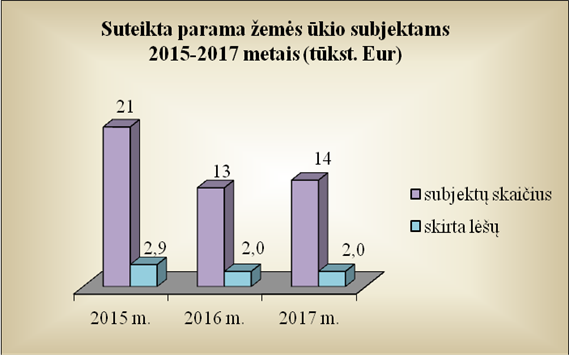 Suteikta parama žemės ūkio subjektams
2015-2017 metais (tūkst. Eur)
21
13
14
2,9
2,0
2,0
subjektų skaičius
skirta lėšų
2015 m.
2016 m.
2017 m.